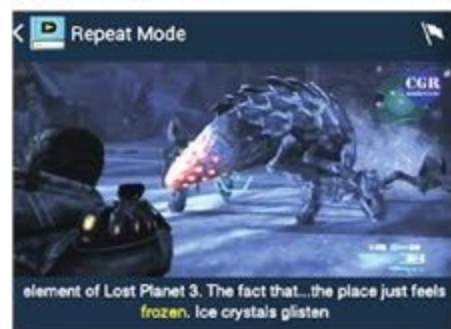 Repeat Mode
CGR
element of Lost Planet 3. The fact that...the place just feels
frozen. Ice crystals glisten